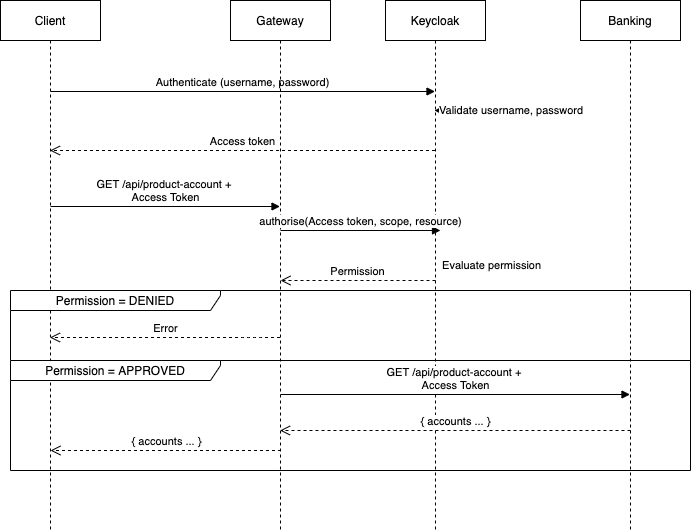 Client
Gateway
Keycloak
Banking
Authenticate (username, password)
Validate username, password
Access token
GET /api/product-account +
Access Token
authorise(Access token, scope, resource)
Evaluate permission
Permission
Permission = DENIED
Error
Permission = APPROVED
GET /api/product-account +
Access Token
{ accounts ... }
{ accounts ... }